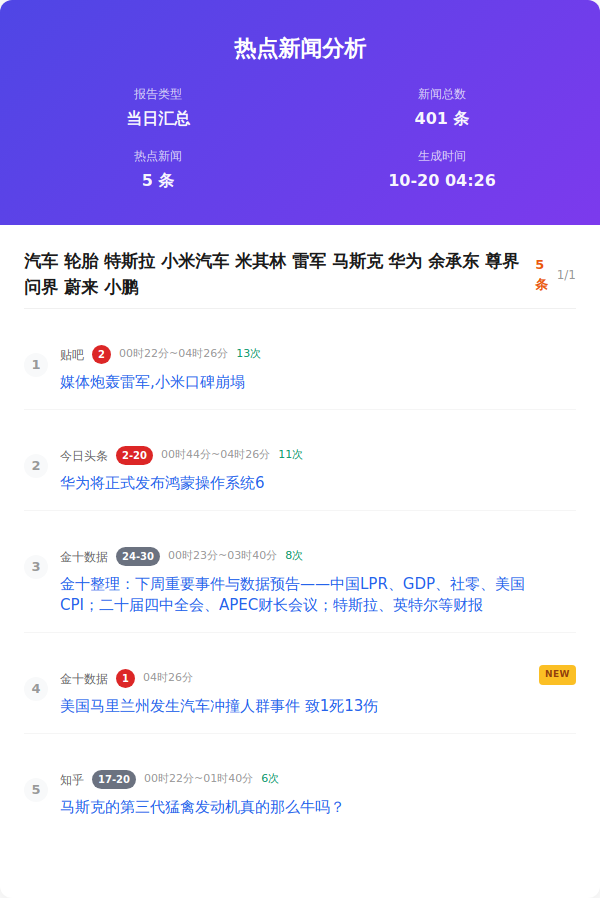 热点新闻分析
报告类型
新闻总数
当日汇总
401 条
热点新闻
生成时间
5 条
10-20 04:26
汽车 轮胎 特斯拉 小米汽车 米其林 雷军 马斯克 华为 余承东 尊界
问界 蔚来 小鹏
5
条
1/1
1
贴吧 2 00时22分~04时26分 13次
媒体炮轰雷军,小米口碑崩塌
2
今日头条 2-20 00时44分~04时26分 11次
华为将正式发布鸿蒙操作系统6
3
金十数据 24-30 00时23分~03时40分 8次
金十整理：下周重要事件与数据预告——中国LPR、GDP、社零、美国
CPI；二十届四中全会、APEC财长会议；特斯拉、英特尔等财报
4
金十数据 1 04时26分
NEW
美国马里兰州发生汽车冲撞人群事件 致1死13伤
5
知乎 17-20 00时22分~01时40分 6次
马斯克的第三代猛禽发动机真的那么牛吗？